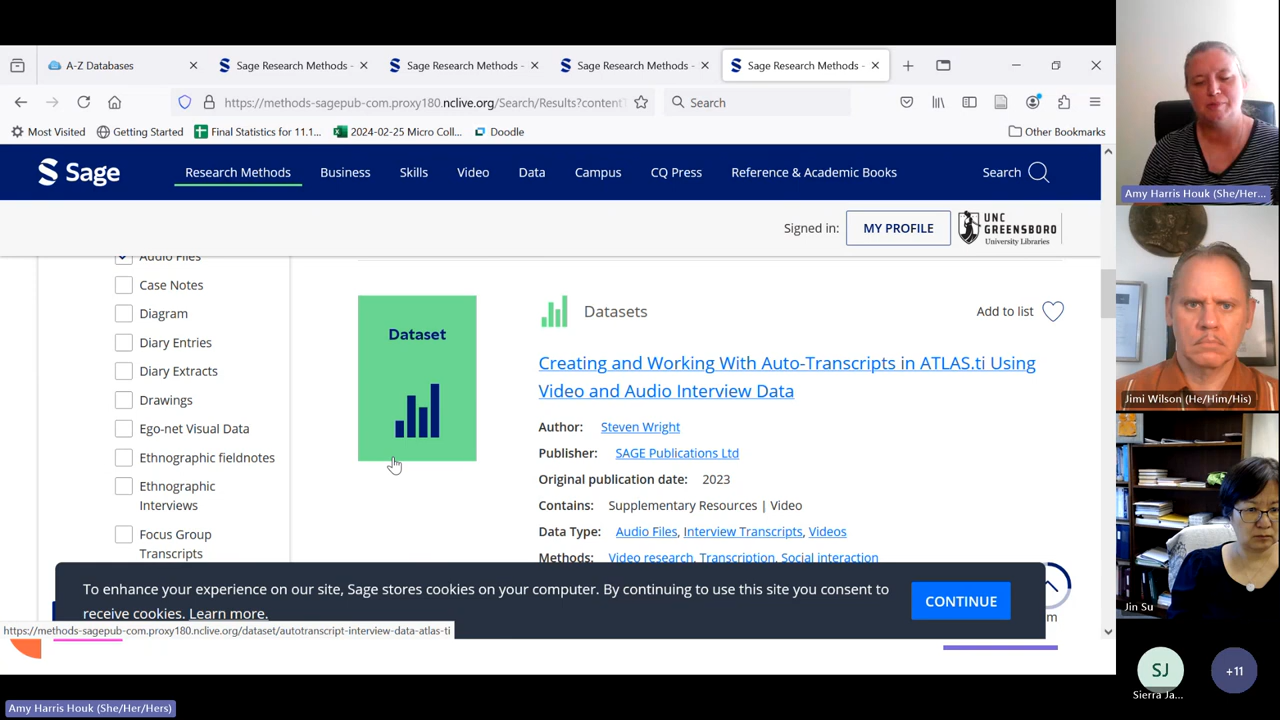 A-Z Databases
Sage Research Methods -
Sage Research Methods -
Sage Research Methods -
Sage Research Methods -
https://methods-sagepub-com.proxy180.nclive.org/Search/Results?content
Search
Most Visited
Getting Started
Final Statistics for 11.1...
2024-02-25 Micro Coll...
Doodle
Other Bookmarks
Sage
Research Methods
Business
Skills
Video
Data
Campus
CQ Press
Reference & Academic Books
Search
Signed in:
MY PROFILE
UNC
GREENSBORO
University Libraries
Audio Files
Case Notes
Diagram
Diary Entries
Diary Extracts
Drawings
Ego-net Visual Data
Ethnographic fieldnotes
Ethnographic
Interviews
Focus Group
Transcripts
Dataset
Datasets
Add to list
Creating and Working With Auto-Transcripts in ATLAS.ti Using
Video and Audio Interview Data
Author: Steven Wright
Publisher: SAGE Publications Ltd
Original publication date: 2023
Contains: Supplementary Resources | Video
Data Type: Audio Files, Interview Transcripts, Videos
Methods: Video research, Transcription, Social interaction
To enhance your experience on our site, Sage stores cookies on your computer. By continuing to use this site you consent to
receive cookies. Learn more.
CONTINUE
https://methods-sagepub-com.proxy180.nclive.org/dataset/autotranscript-interview-data-atlas-ti
Amy Harris Houk (She/Her...
Jimi Wilson (He/Him/His)
Jin Su
SJ
Sierra Ja...
+11
Amy Harris Houk (She/Her/Hers)